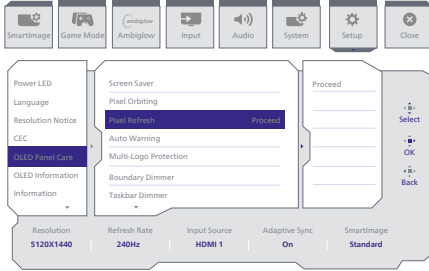 SmartImage
Game Mode
ambiglow
Ambiglow
Input
Audio
System
Setup
Close
Power LED
Language
Resolution Notice
CEC
OLED Panel Care
OLED Information
Information
Screen Saver
Pixel Orbiting
Pixel Refresh Proceed
Auto Warning
Multi-Logo Protection
Boundary Dimmer
Taskbar Dimmer
Proceed
Select
OK
Back
Resolution Refresh Rate Input Source Adaptive Sync SmartImage
5120X1440 240Hz HDMI 1 On Standard